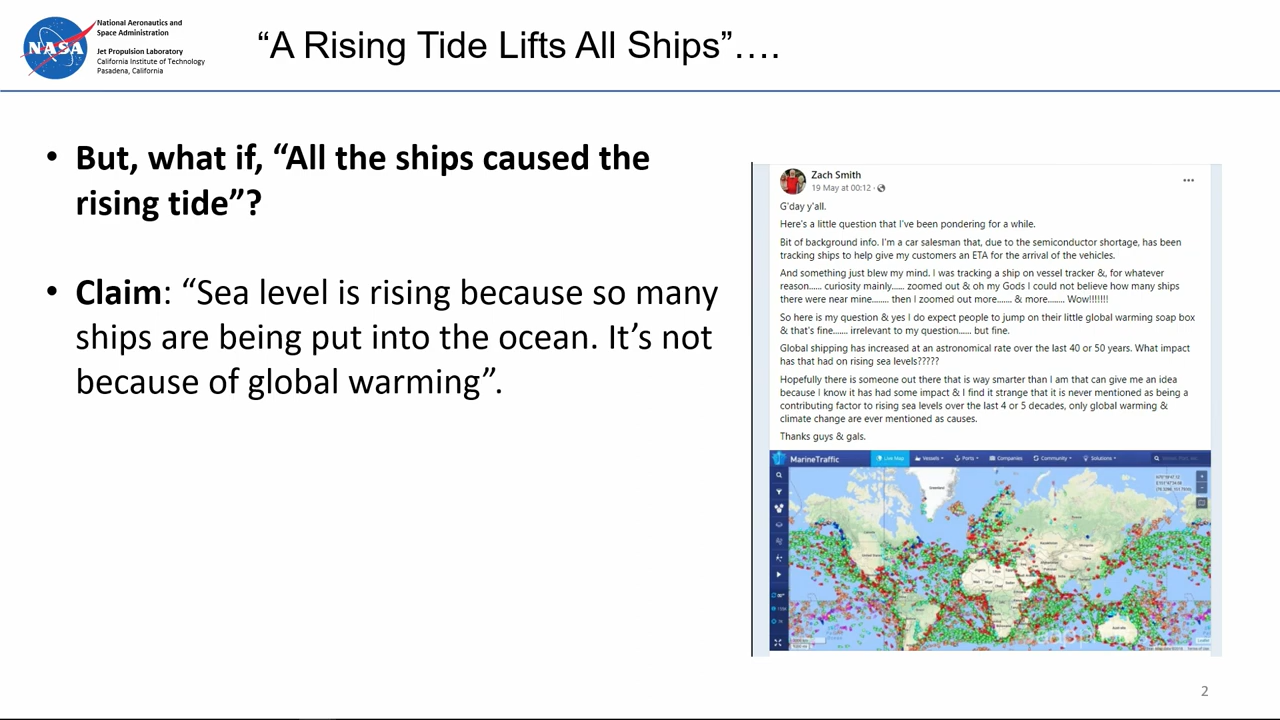 National Aeronautics and
Space Administration
Jet Propulsion Laboratory
California Institute of Technology
Pasadena, California
NASA
“A Rising Tide Lifts All Ships”….
• But, what if, “All the ships caused the
rising tide”?
• Claim: “Sea level is rising because so many
ships are being put into the ocean. It’s not
because of global warming”.
Zach Smith
19 May at 00:12 ·
G'day y'all.
Here's a little question that I've been pondering for a while.
Bit of background info. I'm a car salesman that, due to the semiconductor shortage, has been
tracking ships to help give my customers an ETA for the arrival of the vehicles.
And something just blew my mind. I was tracking a ship on vessel tracker &, for whatever
reason...... curiosity mainly...... zoomed out & oh my Gods I could not believe how many ships
there were near mine........ then I zoomed out more....... & more....... Wow!!!!!!!
So here is my question & yes I do expect people to jump on their little global warming soap box
& that's fine....... irrelevant to my question...... but fine.
Global shipping has increased at an astronomical rate over the last 40 or 50 years. What impact
has that had on rising sea levels?????
Hopefully there is someone out there that is way smarter than I am that can give me an idea
because I know it has had some impact & I find it strange that it is never mentioned as being a
contributing factor to rising sea levels over the last 4 or 5 decades, only global warming &
climate change are ever mentioned as causes.
Thanks guys & gals.
MarineTraffic
Live Map
Vessels
Ports
Companies
Community
Solutions
Greenland
2